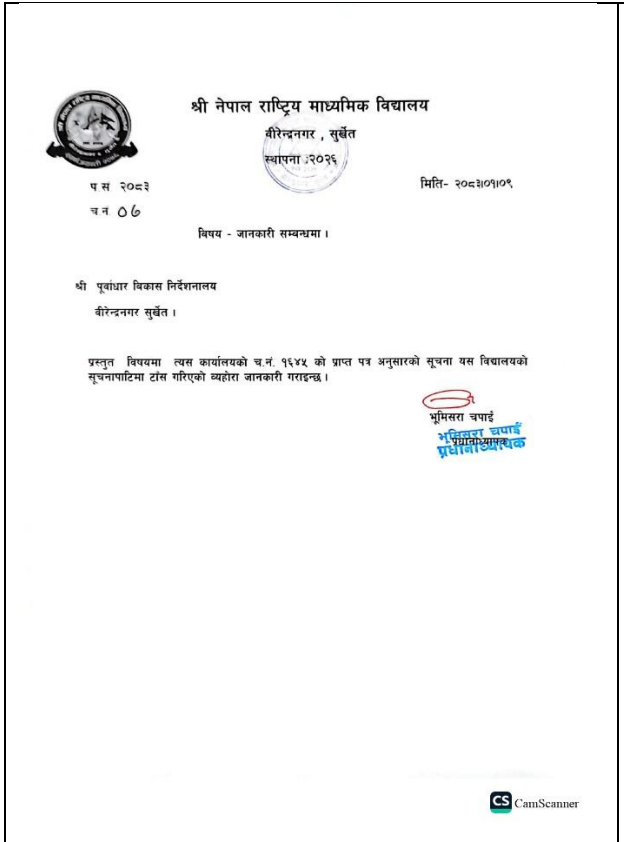 श्री नेपाल राष्ट्रिय माध्यमिक विद्यालय
वीरेन्द्रनगर , सुर्खेत
स्थापना :२०२६
प स २०८३
मिति- २०८३।०१।०९
च न 06
विषय - जानकारी सम्बन्धमा ।
श्री पूर्वाधार विकास निर्देशनालय
वीरेन्द्रनगर सुर्खेत ।
प्रस्तुत विषयमा त्यस कार्यालयको च.नं. १६४५ को प्राप्त पत्र अनुसारको सूचना यस विद्यालयको
सूचनापाटिमा टाँस गरिएको व्यहोरा जानकारी गराइन्छ ।
भूमिसरा चपाई
भूमिसरा चपाई
प्रधानाध्यापक
प्रधानाध्यापक
CS CamScanner